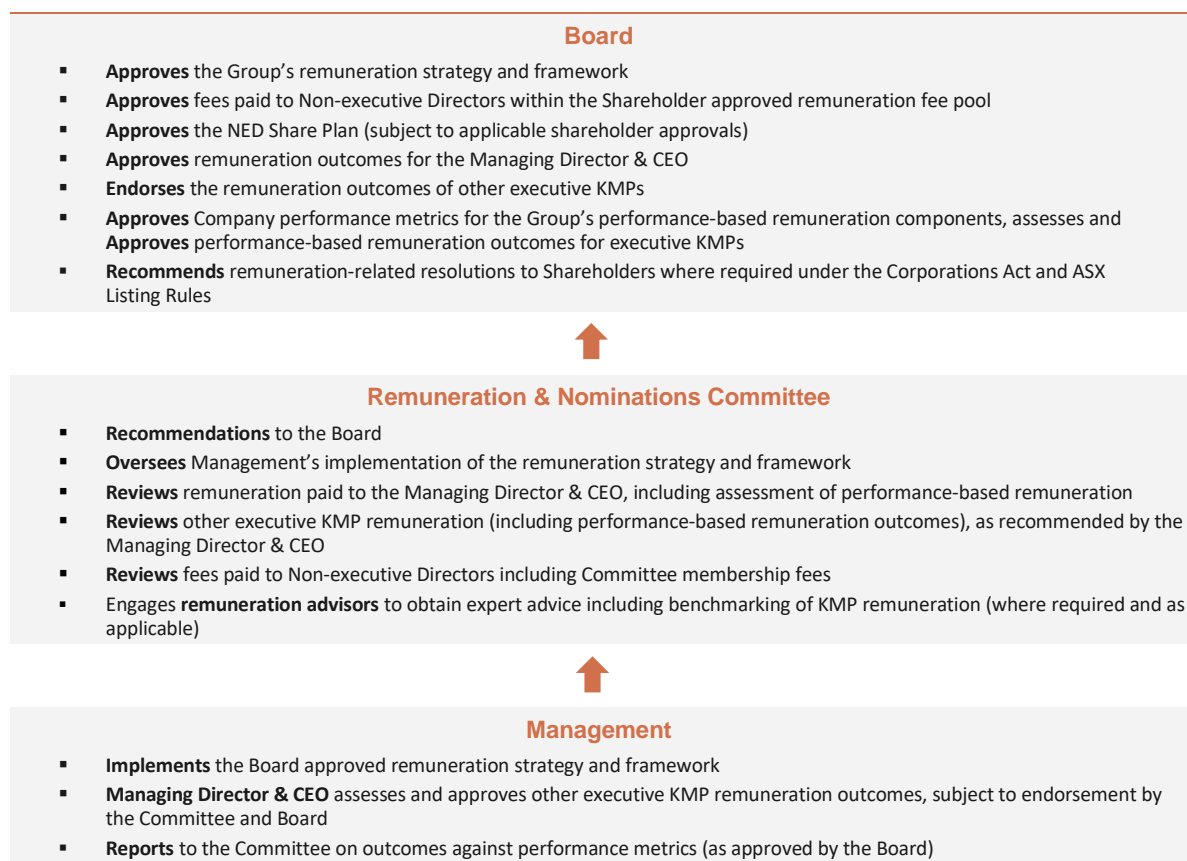 Board
▪ Approves the Group's remuneration strategy and framework
▪ Approves fees paid to Non-executive Directors within the Shareholder approved remuneration fee pool
▪ Approves the NED Share Plan (subject to applicable shareholder approvals)
▪ Approves remuneration outcomes for the Managing Director & CEO
▪ Endorses the remuneration outcomes of other executive KMPs
▪ Approves Company performance metrics for the Group's performance-based remuneration components, assesses and
Approves performance-based remuneration outcomes for executive KMPs
▪ Recommends remuneration-related resolutions to Shareholders where required under the Corporations Act and ASX
Listing Rules
Remuneration & Nominations Committee
▪ Recommendations to the Board
▪ Oversees Management's implementation of the remuneration strategy and framework
▪ Reviews remuneration paid to the Managing Director & CEO, including assessment of performance-based remuneration
▪ Reviews other executive KMP remuneration (including performance-based remuneration outcomes), as recommended by the
Managing Director & CEO
▪ Reviews fees paid to Non-executive Directors including Committee membership fees
▪ Engages remuneration advisors to obtain expert advice including benchmarking of KMP remuneration (where required and as
applicable)
Management
▪ Implements the Board approved remuneration strategy and framework
▪ Managing Director & CEO assesses and approves other executive KMP remuneration outcomes, subject to endorsement by
the Committee and Board
▪ Reports to the Committee on outcomes against performance metrics (as approved by the Board)